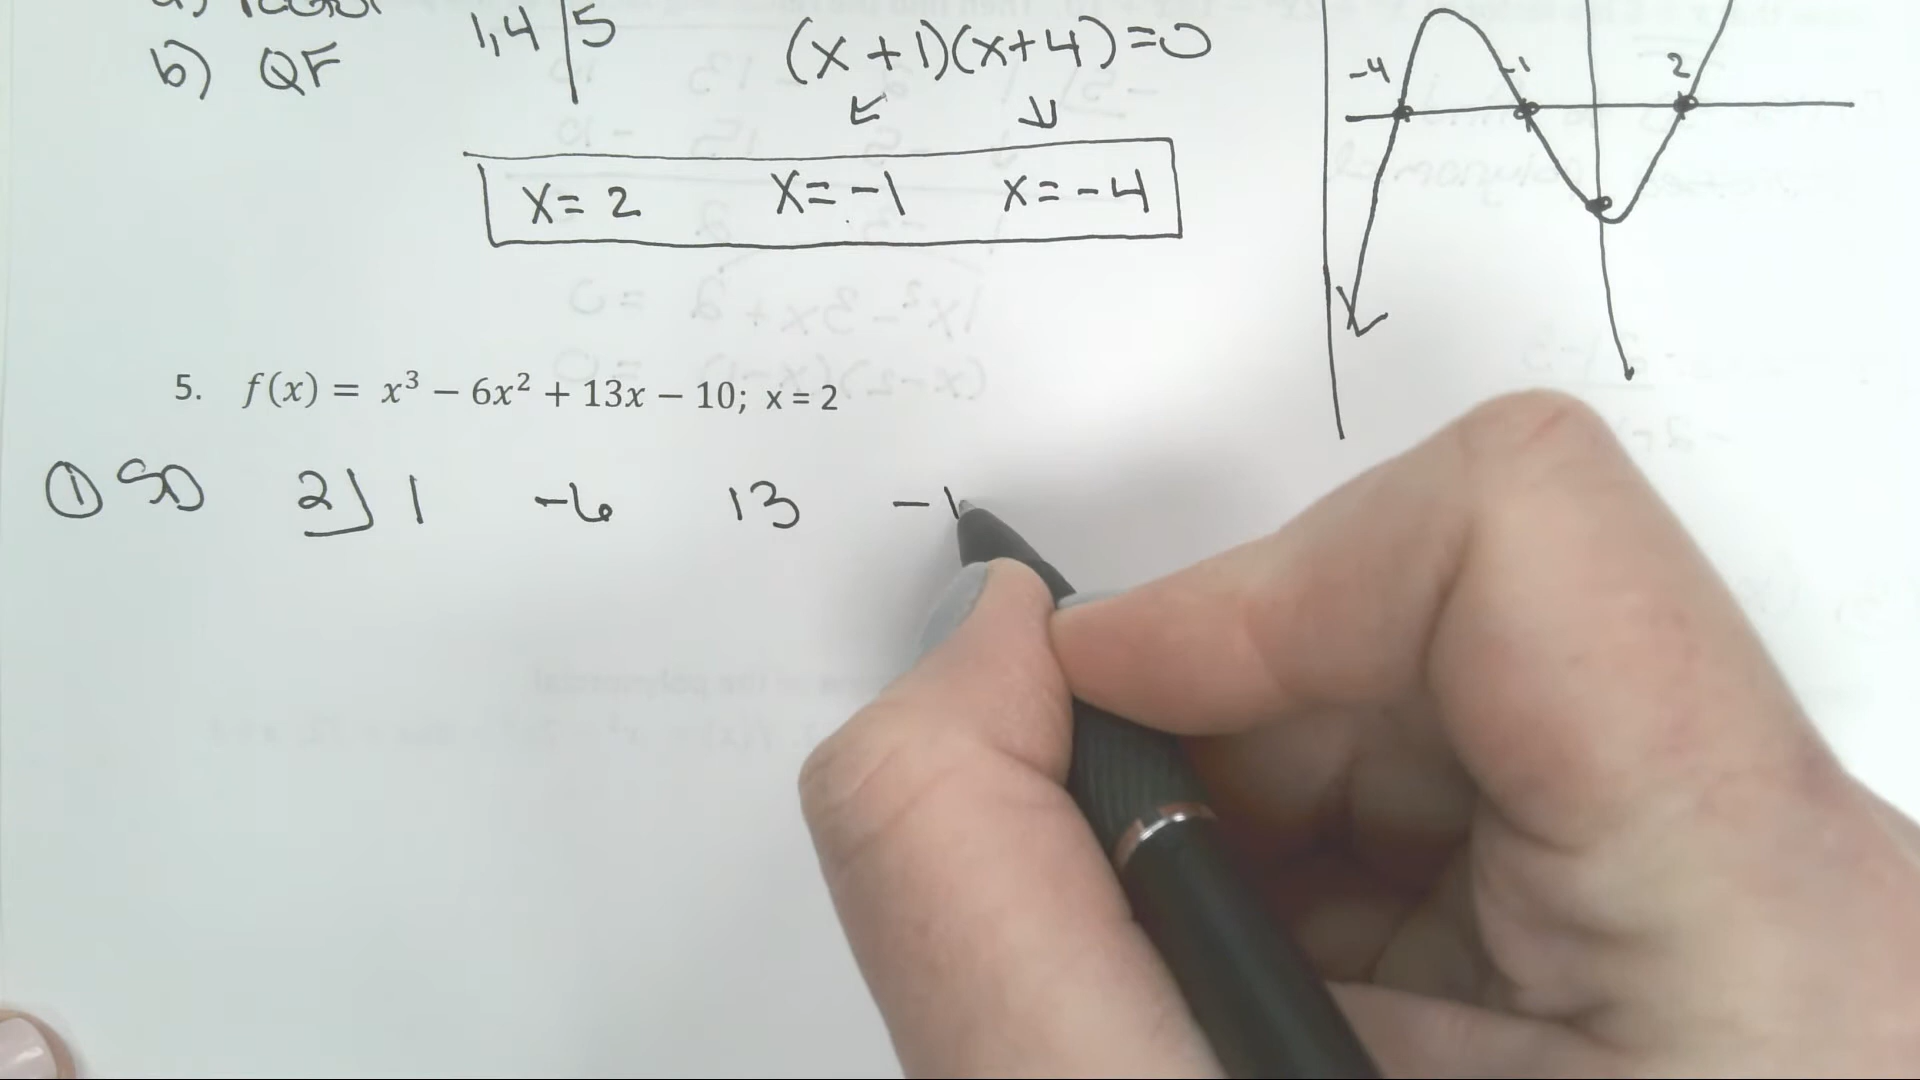 b) QF
1,4 | 5
(x+1)(x+4)=0
↙ ↘
x=2 x=-1 x=-4
-4 -1 2
5. f(x) = x³ − 6x² + 13x − 10; x = 2
① SD 2⌋ 1 -6 13 -1